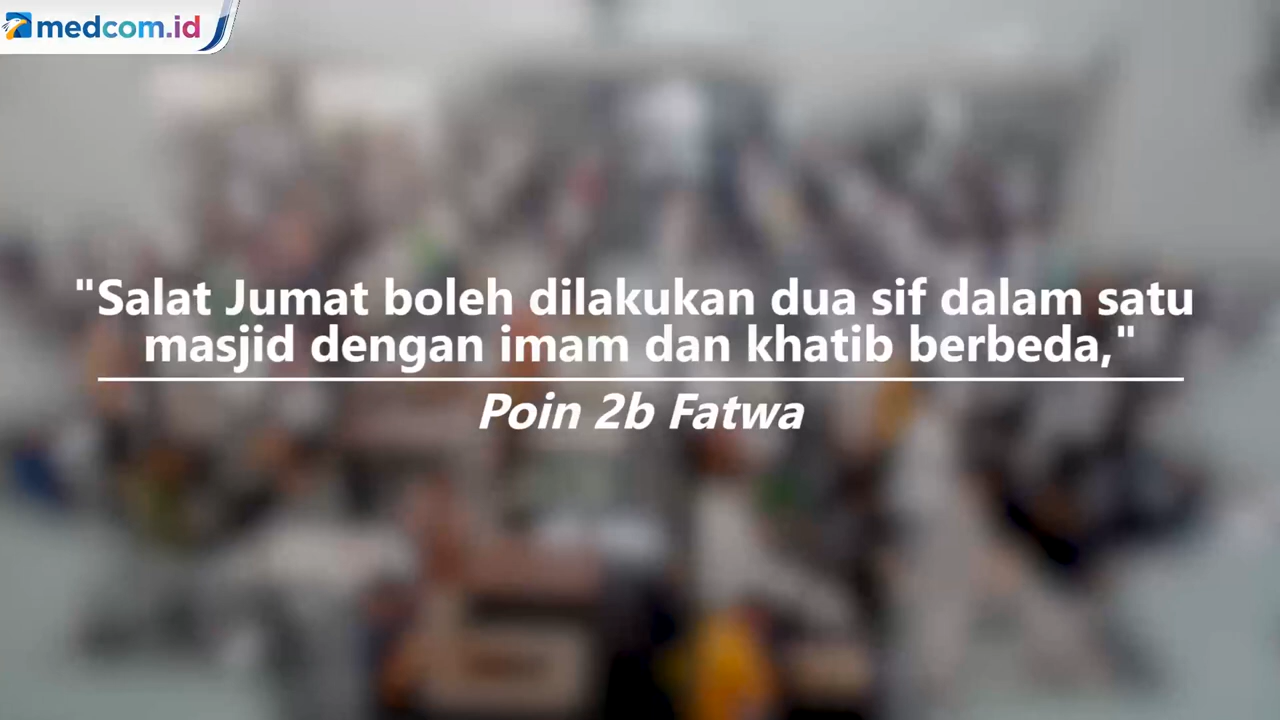 medcom.id
"Salat Jumat boleh dilakukan dua sif dalam satu
masjid dengan imam dan khatib berbeda,"
Poin 2b Fatwa